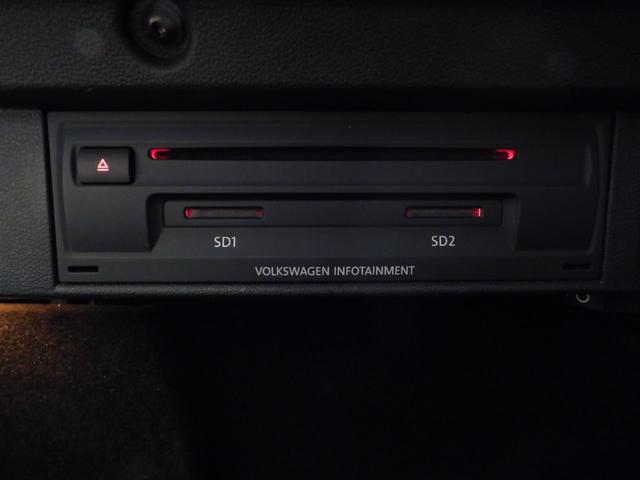 SD1 SD2
VOLKSWAGEN INFOTAINMENT